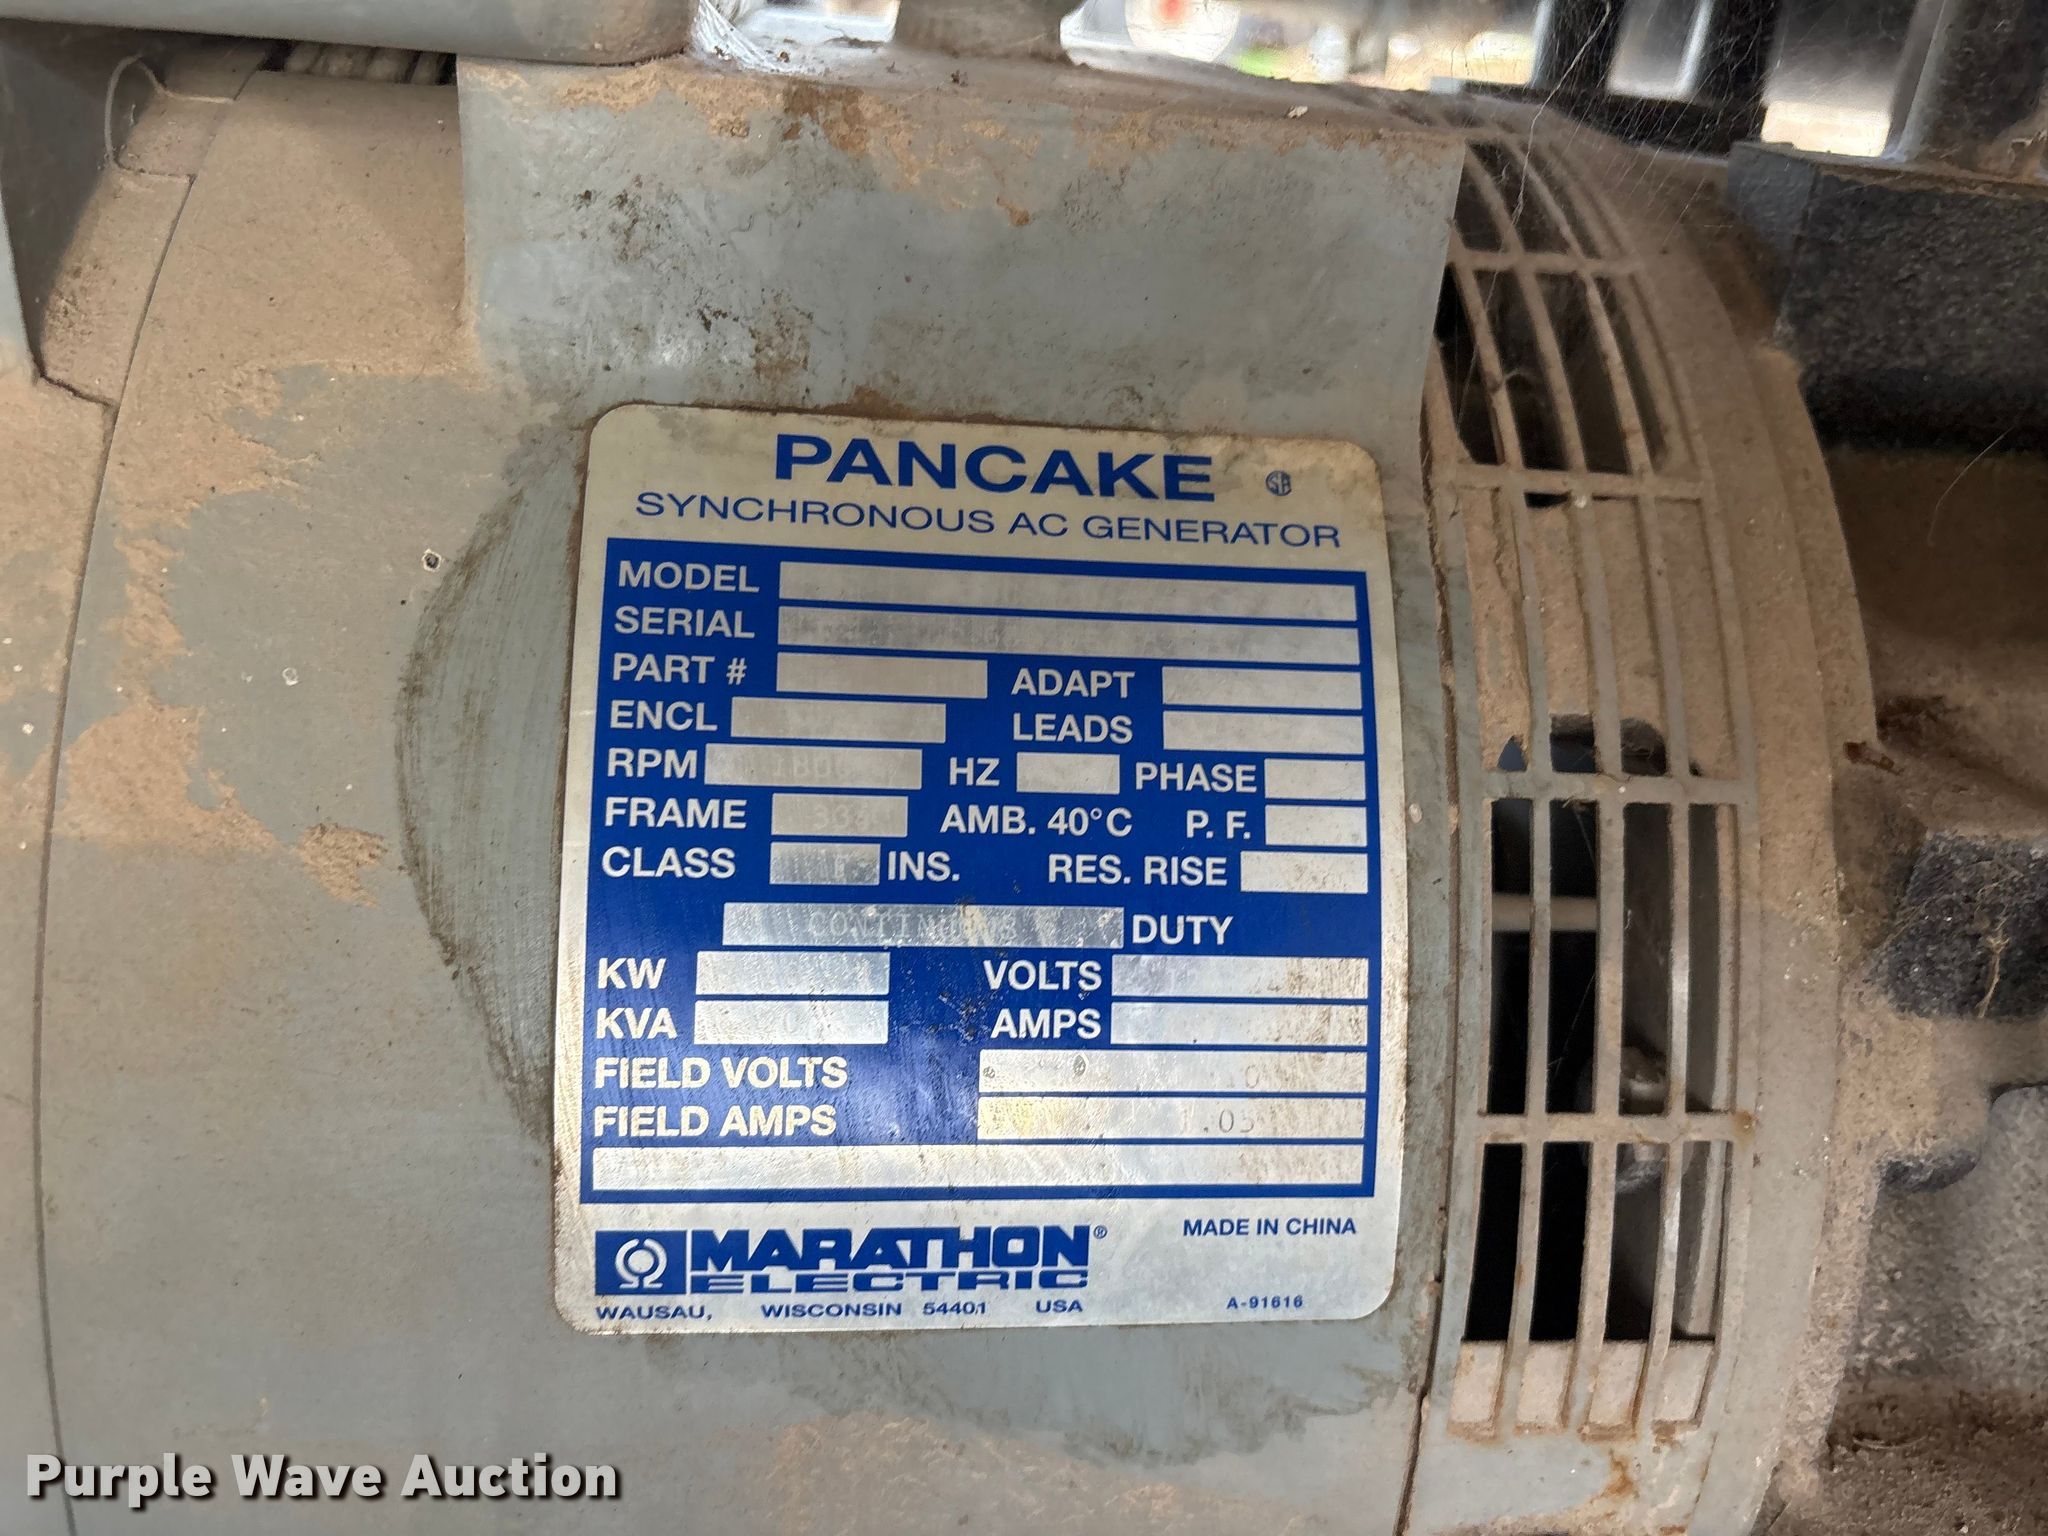 PANCAKE
SYNCHRONOUS AC GENERATOR
MODEL
SERIAL
PART # ADAPT
ENCL LEADS
RPM 1800 HZ PHASE
FRAME AMB. 40°C P. F.
CLASS INS. RES. RISE
CONTINUOUS DUTY
KW VOLTS
KVA AMPS
FIELD VOLTS
FIELD AMPS
MARATHON®
ELECTRIC
MADE IN CHINA
WAUSAU, WISCONSIN 54401 USA A-91616
Purple Wave Auction